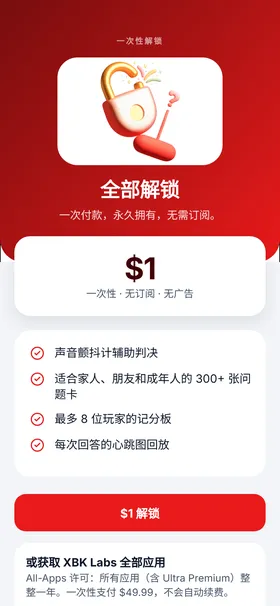 一次性解锁
全部解锁
一次付款，永久拥有，无需订阅。
$1
一次性 · 无订阅 · 无广告
声音颤抖计辅助判决
适合家人、朋友和成年人的 300+ 张问
题卡
最多 8 位玩家的记分板
每次回答的心跳图回放
$1 解锁
或获取 XBK Labs 全部应用
All-Apps 许可：所有应用（含 Ultra Premium）整
整一年。一次性支付 $49.99，不会自动续费。